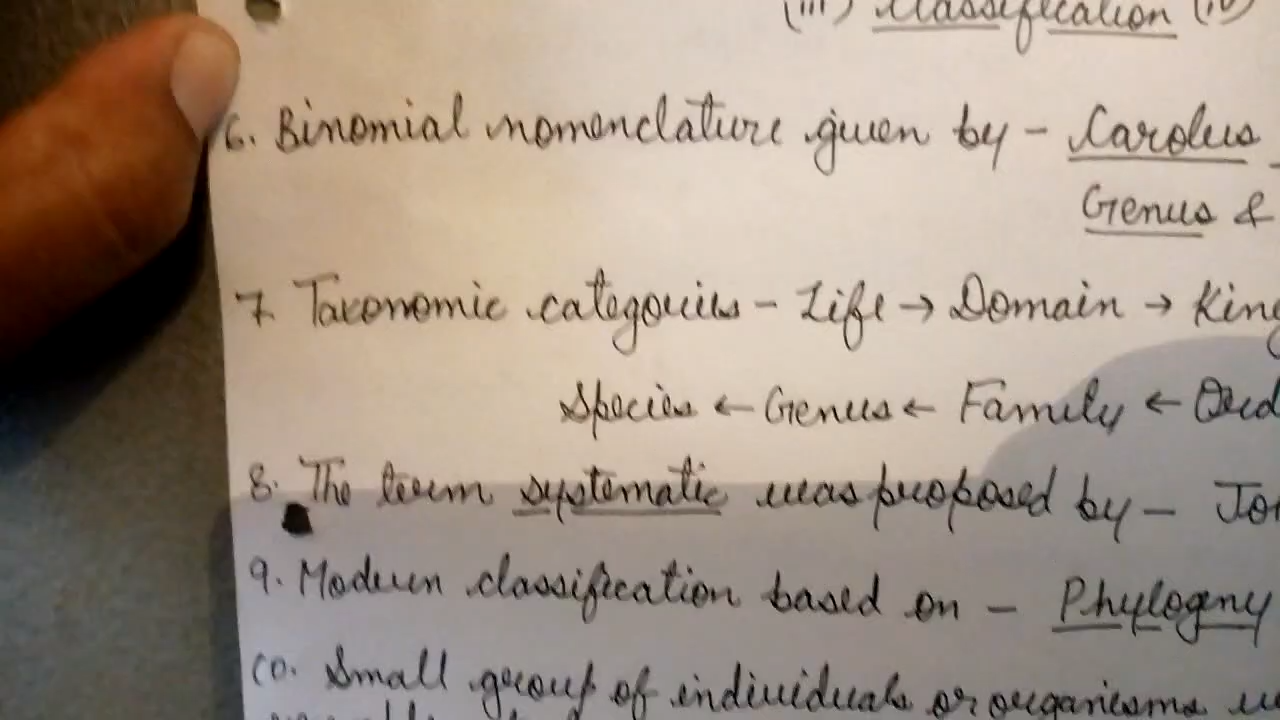 (iii) Classification (iv)
6. Binomial nomenclature given by - Carolus
Genus &
7. Taxonomic categories - Life → Domain → King
Species ← Genus ← Family ← Ord
8. The term systematic was proposed by - Jo
9. Modern classification based on - Phylogeny
10. Small group of individuals or organisms